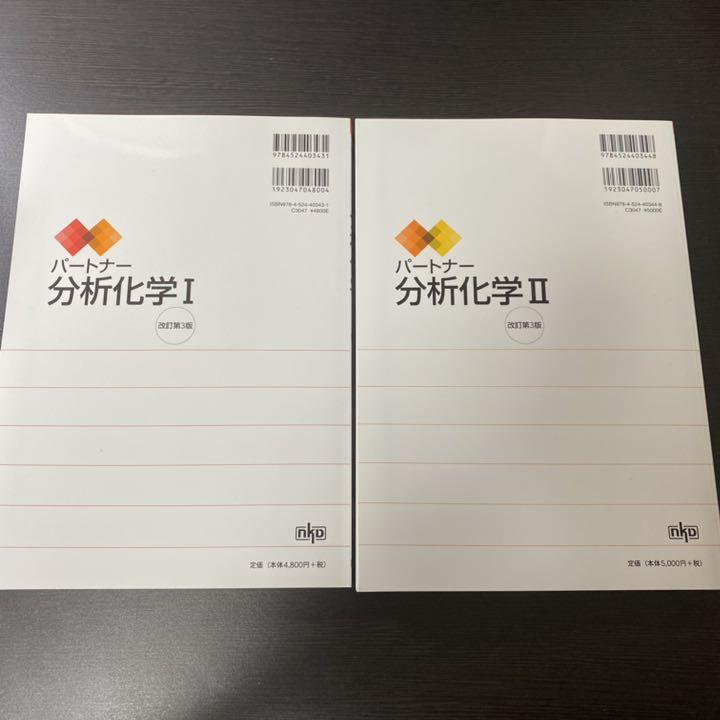 9784524403431
1923047048004
ISBN978-4-524-40343-1
C3047 ¥4800E
パートナー
分析化学Ⅰ
改訂第3版
nkD
定価（本体4,800円＋税）
9784524403448
1923047050007
ISBN978-4-524-40344-8
C3047 ¥5000E
パートナー
分析化学Ⅱ
改訂第3版
nkD
定価（本体5,000円＋税）